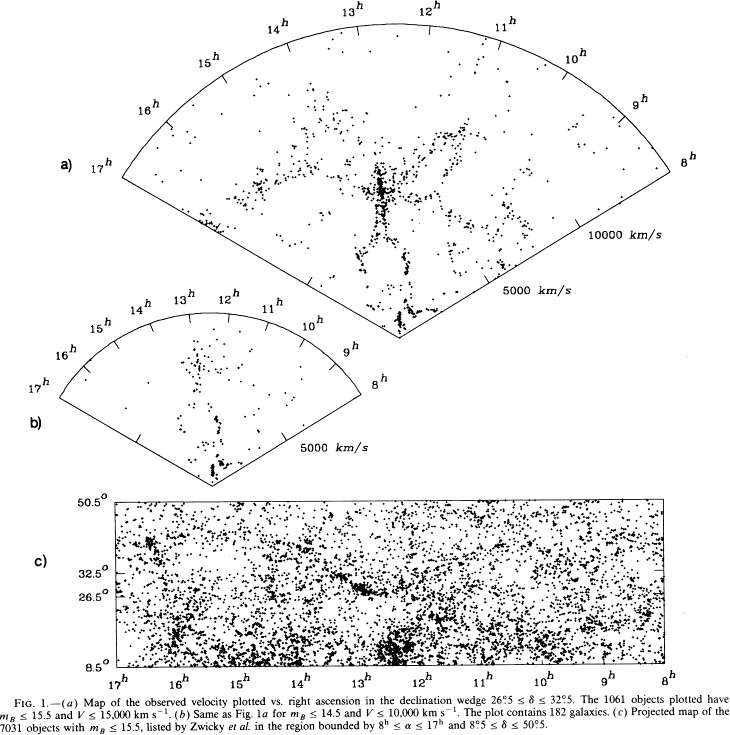 13ʰ 12ʰ
14ʰ 11ʰ
15ʰ 10ʰ
16ʰ 9ʰ
a) 17ʰ 8ʰ
10000 km/s
5000 km/s
13ʰ 12ʰ
14ʰ 11ʰ
15ʰ 10ʰ
16ʰ 9ʰ
17ʰ 8ʰ
b)
5000 km/s
50.5°
c)
32.5°
26.5°
8.5°
17ʰ 16ʰ 15ʰ 14ʰ 13ʰ 12ʰ 11ʰ 10ʰ 9ʰ 8ʰ
FIG. 1.—(a) Map of the observed velocity plotted vs. right ascension in the declination wedge 26°.5 ≤ δ ≤ 32°.5. The 1061 objects plotted have
m_B ≤ 15.5 and V ≤ 15,000 km s⁻¹. (b) Same as Fig. 1a for m_B ≤ 14.5 and V ≤ 10,000 km s⁻¹. The plot contains 182 galaxies. (c) Projected map of the
7031 objects with m_B ≤ 15.5, listed by Zwicky et al. in the region bounded by 8ʰ ≤ α ≤ 17ʰ and 8°.5 ≤ δ ≤ 50°.5.